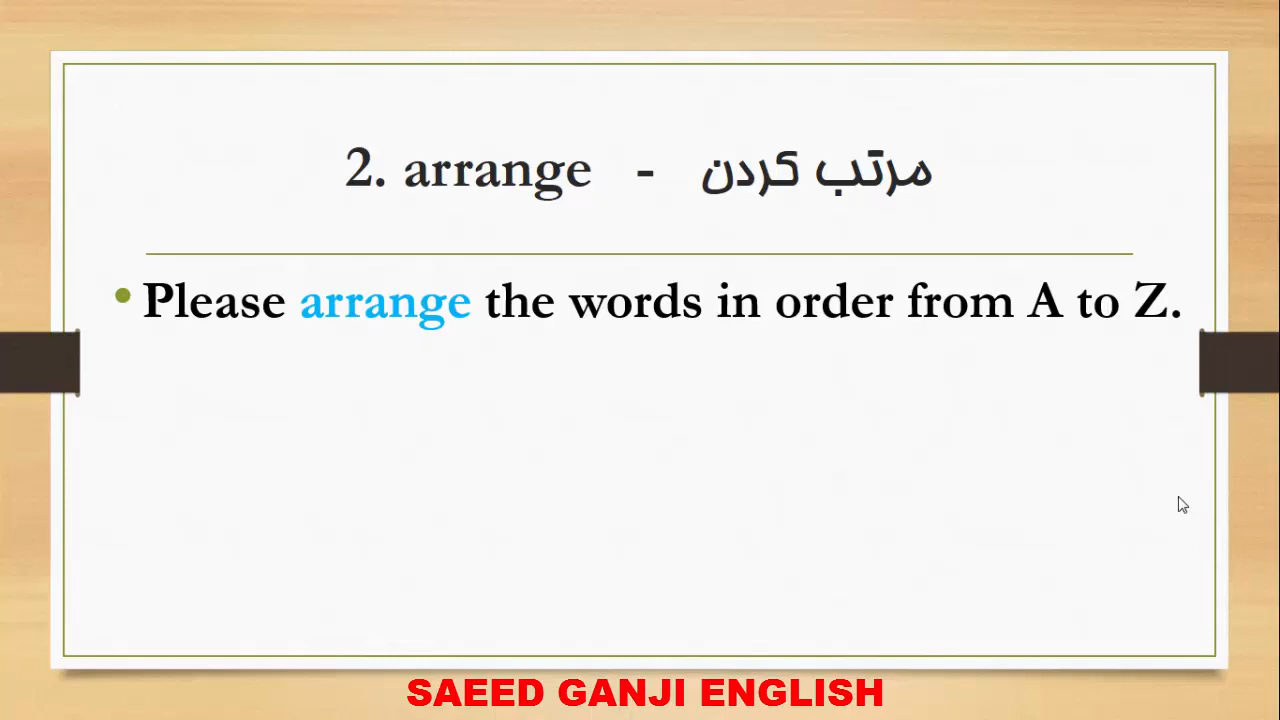 2. arrange - مرتب کردن
• Please arrange the words in order from A to Z.
SAEED GANJI ENGLISH